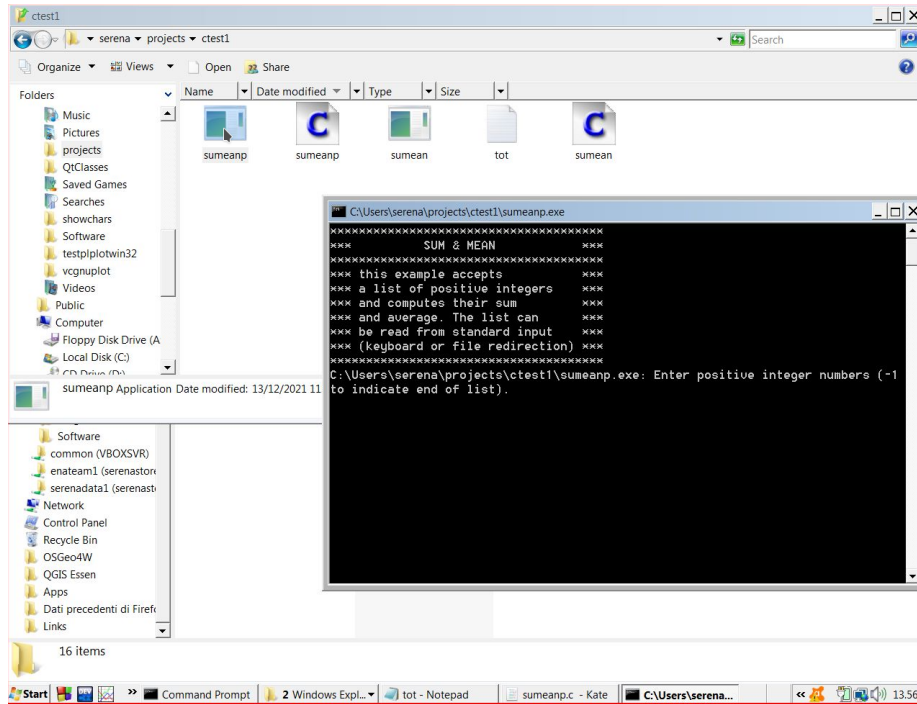 ctest1
serena projects ctest1
Search
Organize Views Open Share
Folders
Name Date modified Type Size
Music
Pictures
projects
QtClasses
Saved Games
Searches
showchars
Software
testplplotwin32
vcgnuplot
Videos
Public
Computer
Floppy Disk Drive (A
Local Disk (C:)
CD Drive (D:)
sumeanp
sumeanp
sumean
tot
sumean
sumeanp Application Date modified: 13/12/2021 11
C:\Users\serena\projects\ctest1\sumeanp.exe
***************************************
*** SUM & MEAN ***
***************************************
*** this example accepts ***
*** a list of positive integers ***
*** and computes their sum ***
*** and average. The list can ***
*** be read from standard input ***
*** (keyboard or file redirection) ***
***************************************
C:\Users\serena\projects\ctest1\sumeanp.exe: Enter positive integer numbers (-1
to indicate end of list).
Software
common (VBOXSVR)
enateam1 (serenastore
serenadata1 (serenast
Network
Control Panel
Recycle Bin
OSGeo4W
QGIS Essen
Apps
Dati precedenti di Firefo
Links
16 items
Start DEV » Command Prompt 2 Windows Expl... tot - Notepad sumeanp.c - Kate C:\Users\serena... « 13.56